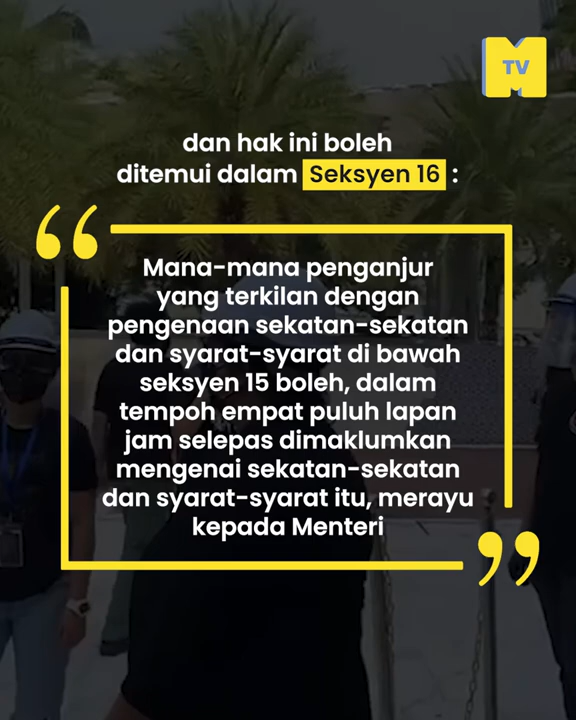 M
TV
dan hak ini boleh
ditemui dalam Seksyen 16 :
“
Mana-mana penganjur
yang terkilan dengan
pengenaan sekatan-sekatan
dan syarat-syarat di bawah
seksyen 15 boleh, dalam
tempoh empat puluh lapan
jam selepas dimaklumkan
mengenai sekatan-sekatan
dan syarat-syarat itu, merayu
kepada Menteri
”